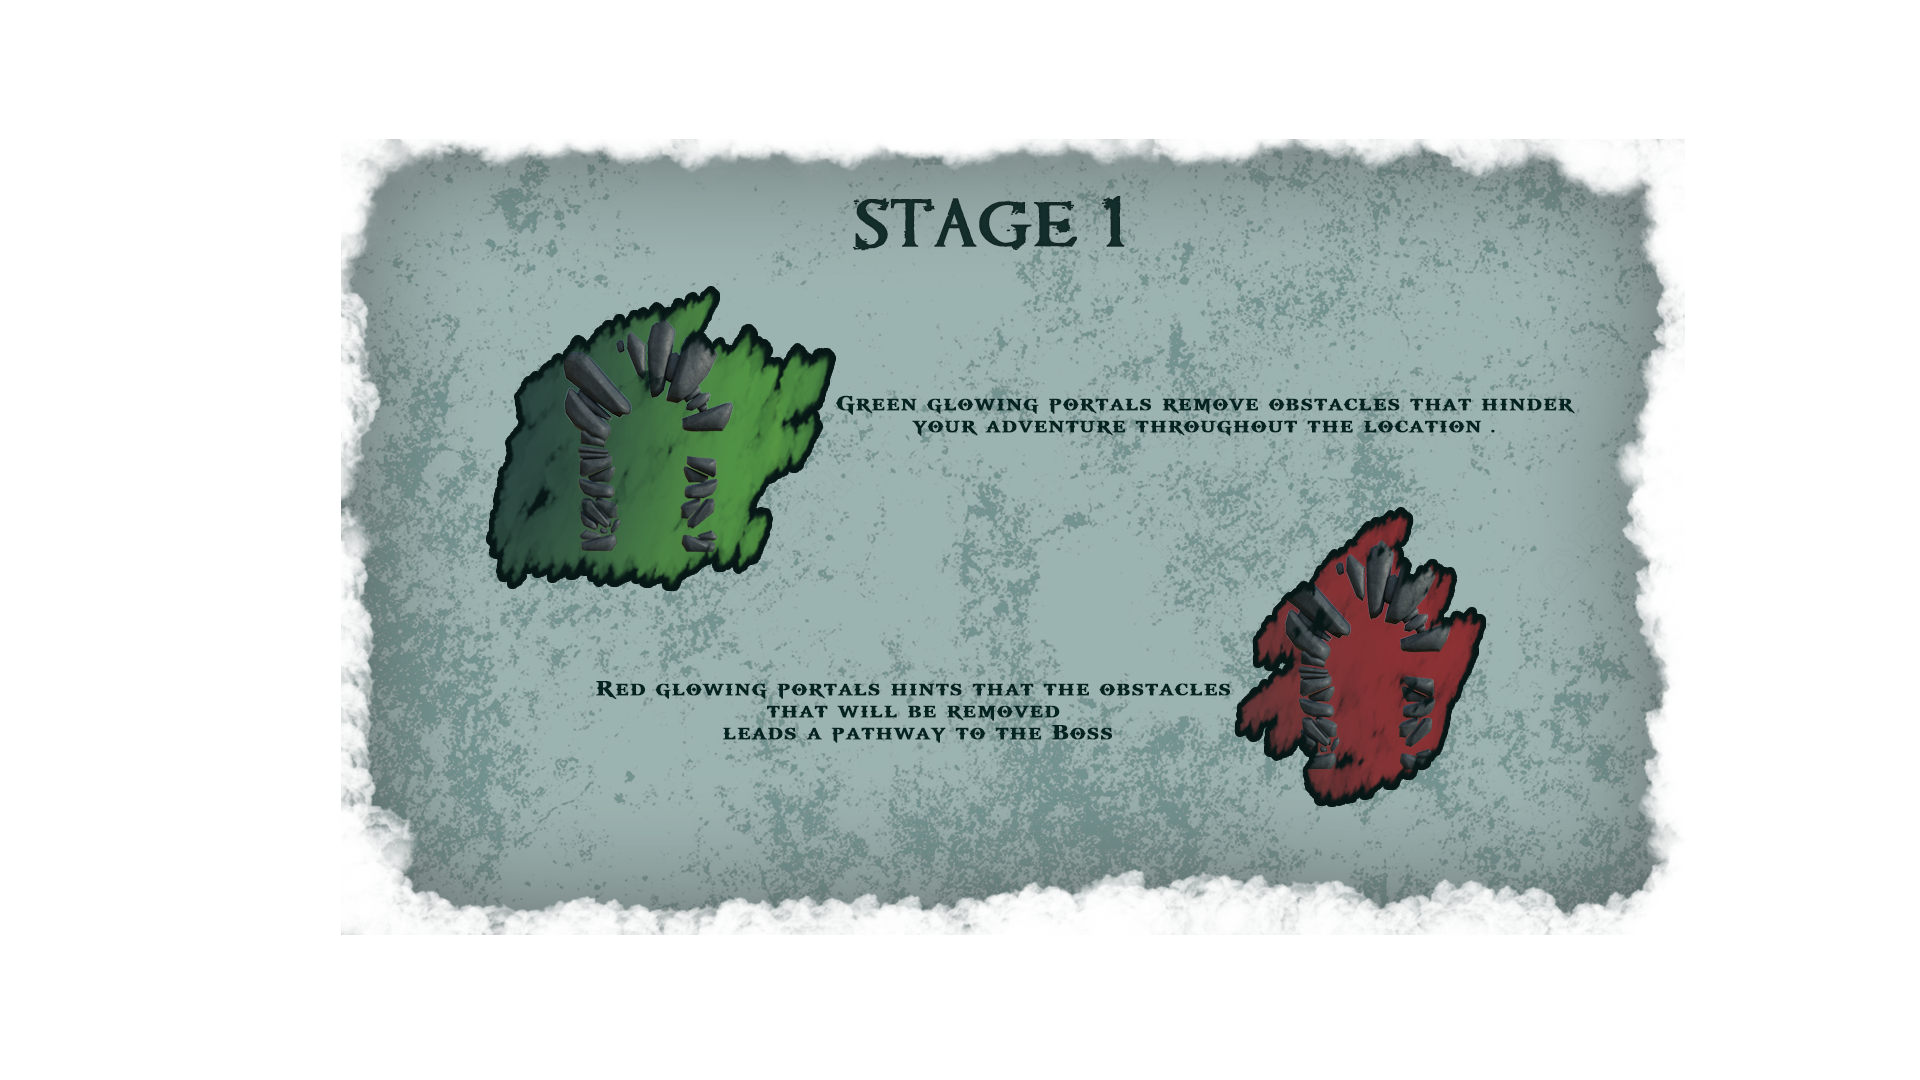 STAGE 1
Green glowing portals remove obstacles that hinder
your adventure throughout the location .
Red glowing portals hints that the obstacles
that will be removed
leads a pathway to the Boss